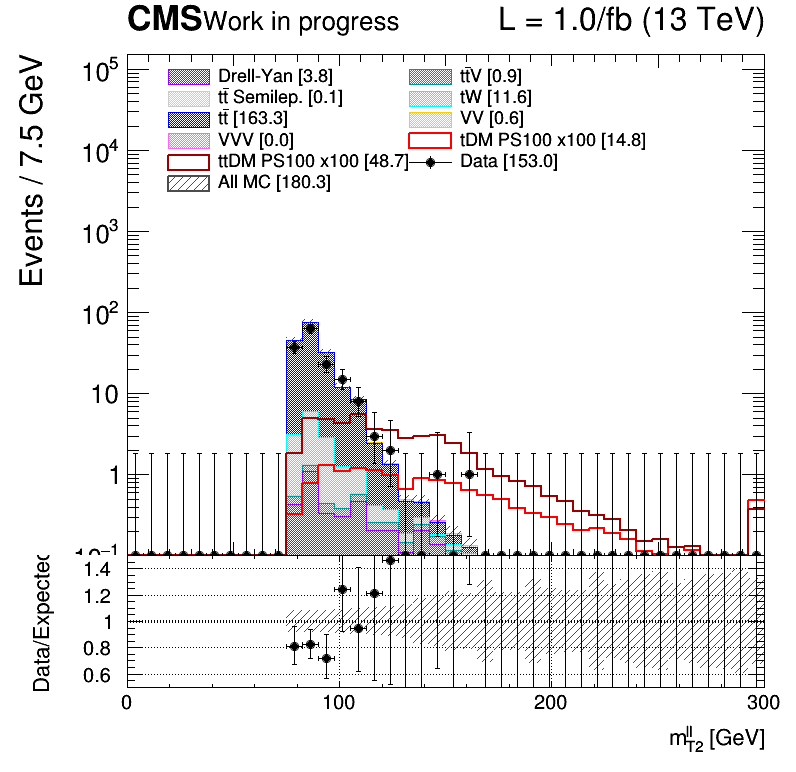 CMS Work in progress L = 1.0/fb (13 TeV)
Events / 7.5 GeV
10⁵
10⁴
10³
10²
10
1
10⁻¹
Drell-Yan [3.8]
tt̄V [0.9]
tt̄ Semilep. [0.1]
tW [11.6]
tt̄ [163.3]
VV [0.6]
VVV [0.0]
tDM PS100 x100 [14.8]
ttDM PS100 x100 [48.7]
Data [153.0]
All MC [180.3]
Data/Expected
1.4
1.2
1
0.8
0.6
0 100 200 300
m_{T2}^{ll} [GeV]